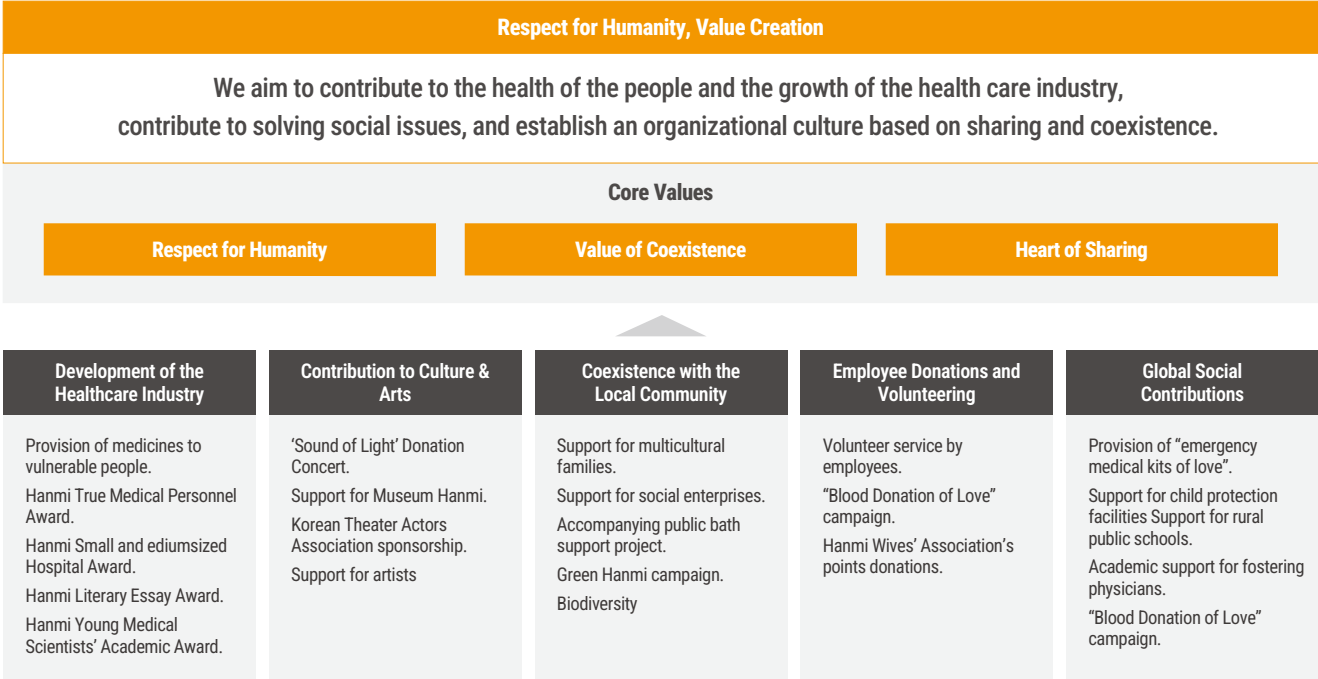 Respect for Humanity, Value Creation
We aim to contribute to the health of the people and the growth of the health care industry,
contribute to solving social issues, and establish an organizational culture based on sharing and coexistence.
Core Values
Respect for Humanity
Value of Coexistence
Heart of Sharing
Development of the
Healthcare Industry
Provision of medicines to
vulnerable people.
Hanmi True Medical Personnel
Award.
Hanmi Small and ediumsized
Hospital Award.
Hanmi Literary Essay Award.
Hanmi Young Medical
Scientists’ Academic Award.
Contribution to Culture &
Arts
‘Sound of Light’ Donation
Concert.
Support for Museum Hanmi.
Korean Theater Actors
Association sponsorship.
Support for artists
Coexistence with the
Local Community
Support for multicultural
families.
Support for social enterprises.
Accompanying public bath
support project.
Green Hanmi campaign.
Biodiversity
Employee Donations and
Volunteering
Volunteer service by
employees.
“Blood Donation of Love”
campaign.
Hanmi Wives’ Association’s
points donations.
Global Social
Contributions
Provision of “emergency
medical kits of love”.
Support for child protection
facilities Support for rural
public schools.
Academic support for fostering
physicians.
“Blood Donation of Love”
campaign.